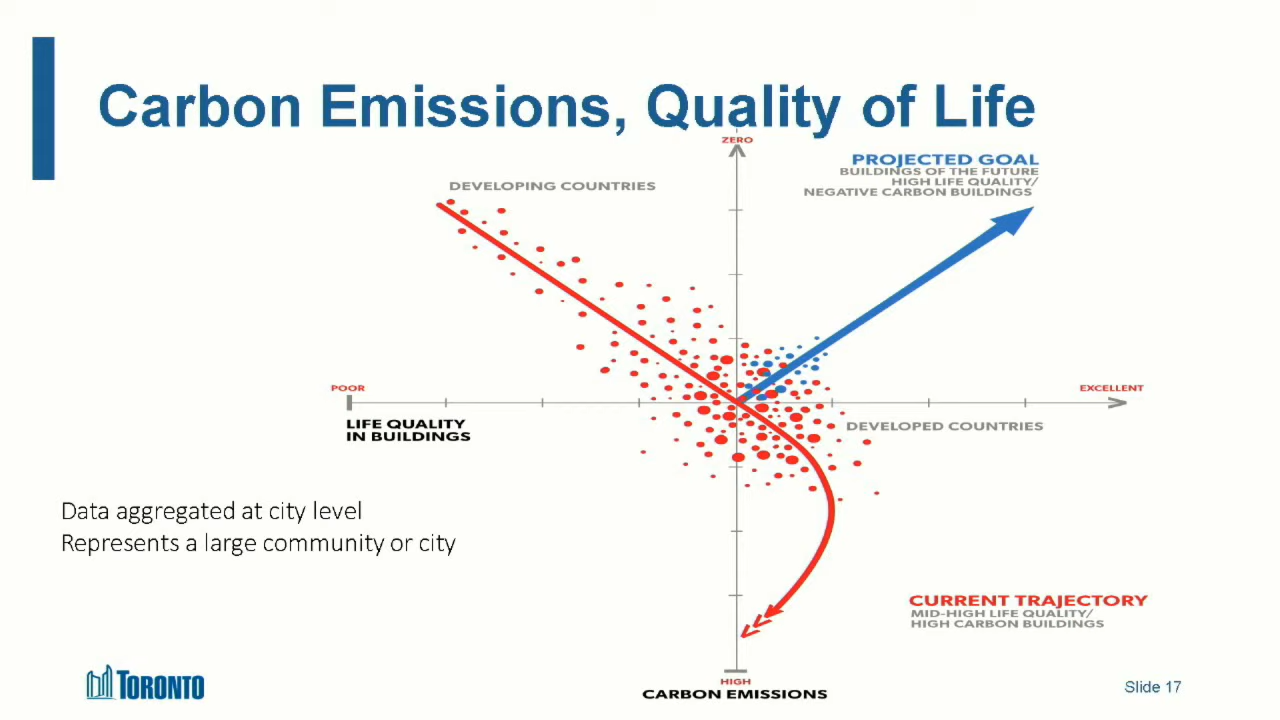 Carbon Emissions, Quality of Life
ZERO
PROJECTED GOAL
BUILDINGS OF THE FUTURE
HIGH LIFE QUALITY/
NEGATIVE CARBON BUILDINGS
DEVELOPING COUNTRIES
POOR
EXCELLENT
LIFE QUALITY
IN BUILDINGS
DEVELOPED COUNTRIES
Data aggregated at city level
Represents a large community or city
CURRENT TRAJECTORY
MID-HIGH LIFE QUALITY/
HIGH CARBON BUILDINGS
HIGH
CARBON EMISSIONS
TORONTO
Slide 17